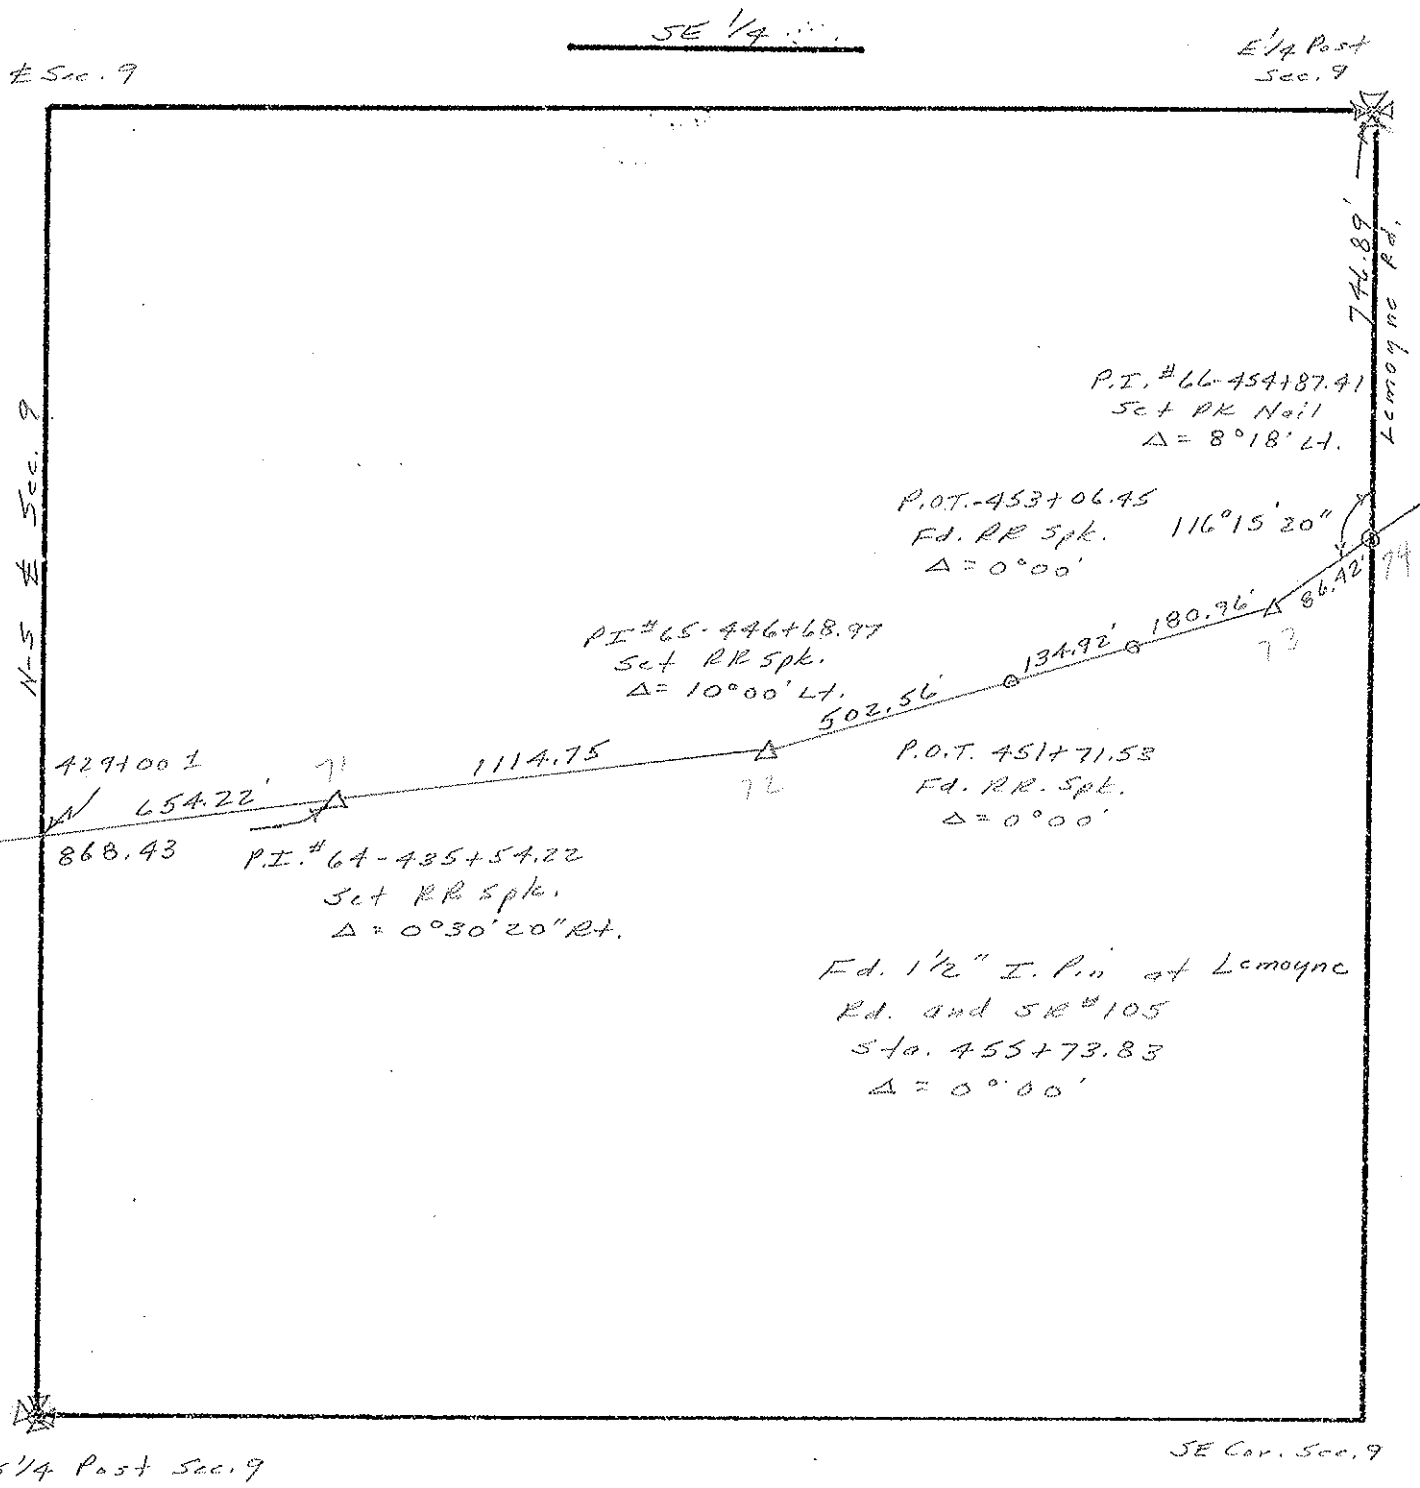 SE 1/4
E 1/4 Post
Sec. 9
℄ Sec. 9
746.89'
Lemoyne Rd.
N-S ℄ Sec. 9
P.I. #66-454+87.41
Set PK Nail
Δ = 8°18' Lt.
P.O.T.-453+06.45
Fd. RR Spk.
Δ = 0°00'
116°15'20"
74
86.42'
180.96'
73
134.92'
PI #65-446+68.97
Set RR Spk.
Δ = 10°00' Lt.
502.56'
P.O.T. 451+71.53
Fd. RR. Spk.
Δ = 0°00'
429+00 ±
71
1114.75
72
654.22'
868.43
P.I. #64-435+54.22
Set RR Spk.
Δ = 0°30'20" Rt.
Fd. 1 1/2" I. Pin at Lemoyne
Rd. and SR #105
Sta. 455+73.83
Δ = 0°00'
S 1/4 Post Sec. 9
SE Cor. Sec. 9